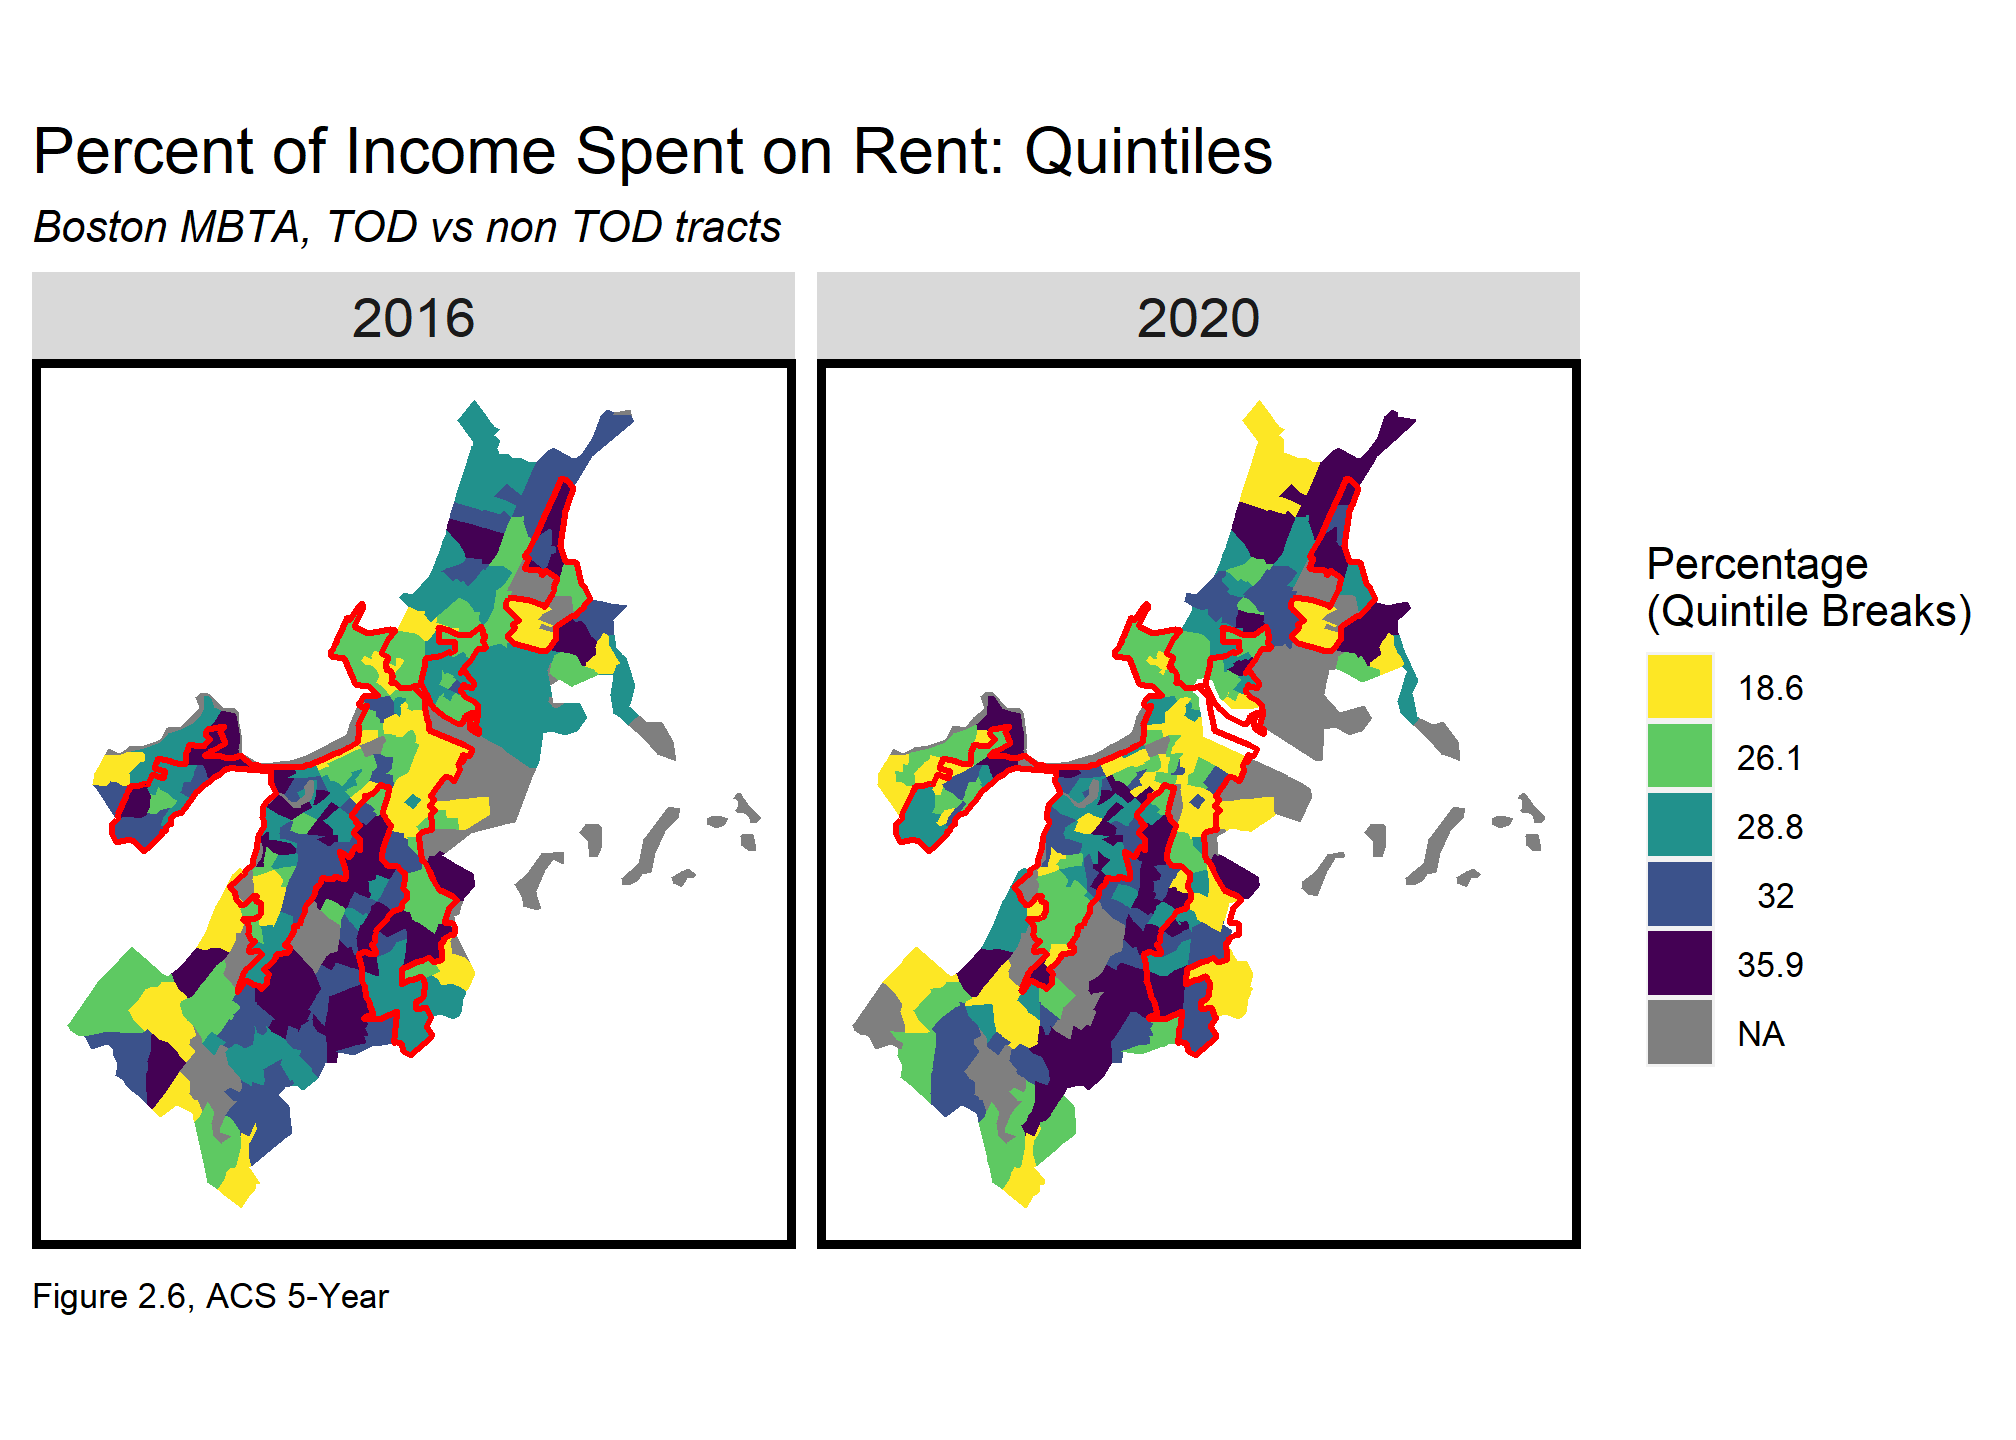 Percent of Income Spent on Rent: Quintiles
Boston MBTA, TOD vs non TOD tracts
2016
2020
Percentage
(Quintile Breaks)
18.6
26.1
28.8
32
35.9
NA
Figure 2.6, ACS 5-Year